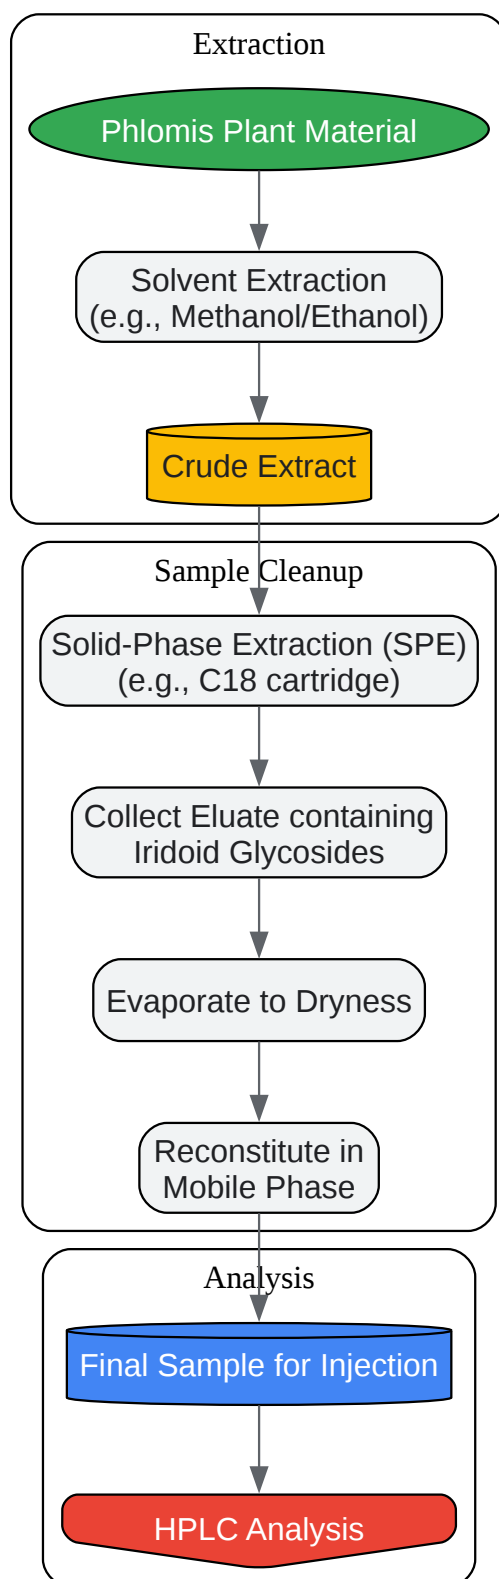 Extraction
Phlomis Plant Material
Solvent Extraction
(e.g., Methanol/Ethanol)
Crude Extract
Sample Cleanup
Solid-Phase Extraction (SPE)
(e.g., C18 cartridge)
Collect Eluate containing
Iridoid Glycosides
Evaporate to Dryness
Reconstitute in
Mobile Phase
Analysis
Final Sample for Injection
HPLC Analysis